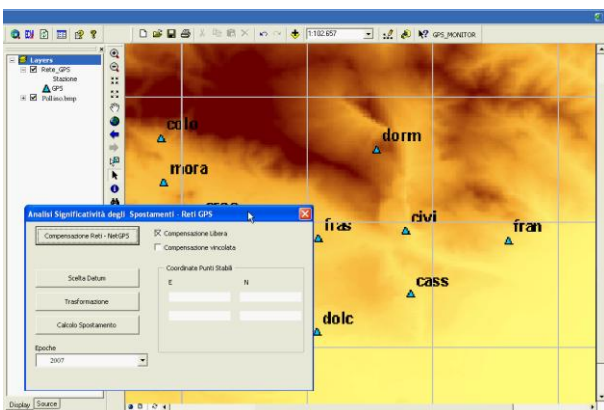 1:102.657
GPS_MONITOR
Layers
Rete_GPS
Stazione
GPS
Pollino.bmp
colo
dorm
mora
Analisi Significatività degli Spostamenti - Reti GPS
Compensazione Reti - NetGPS
Compensazione Libera
Compensazione vincolata
Scelta Datum
Coordinate Punti Stabili
E N
Trasformazione
Calcolo Spostamento
Epoche
2007
fras
civi
fran
cass
dolc
Display Source